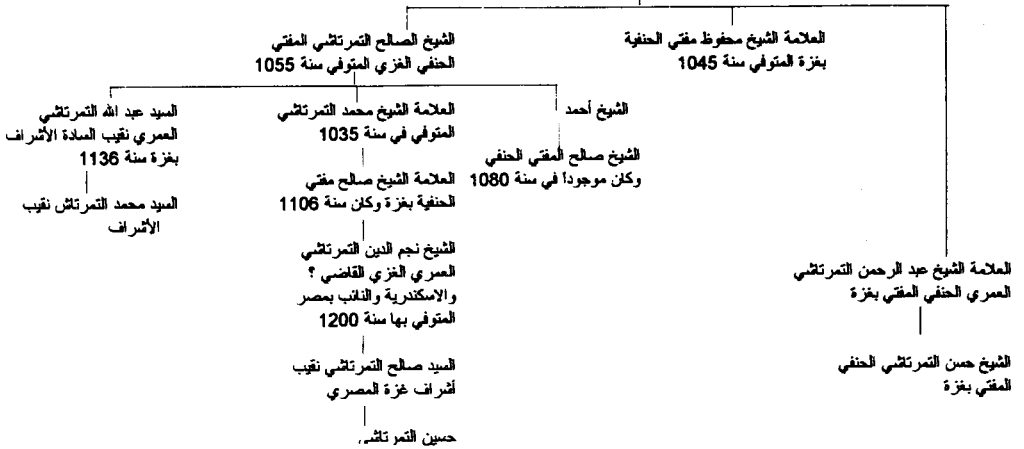 العلامة الشيخ محفوظ مفتي الحنفية
بغزة المتوفي سنة 1045
الشيخ الصالح التمرتاشي المفتي
الحنفي الغزي المتوفي سنة 1055
الشيخ أحمد
العلامة الشيخ محمد التمرتاشي
المتوفي في سنة 1035
السيد عبد الله التمرتاشي
العمري نقيب السادة الأشراف
بغزة سنة 1136
الشيخ صالح المفتي الحنفي
وكان موجوداً في سنة 1080
العلامة الشيخ صالح مفتي
الحنفية بغزة وكان سنة 1106
السيد محمد التمرتاش نقيب
الأشراف
الشيخ نجم الدين التمرتاشي
العمري الغزي القاضي ؟
والاسكندرية والنائب بمصر
المتوفي بها سنة 1200
العلامة الشيخ عبد الرحمن التمرتاشي
العمري الحنفي المفتي بغزة
الشيخ حسن التمرتاشي الحنفي
المفتي بغزة
السيد صالح التمرتاشي نقيب
أشراف غزة المصري
حسين التمرتاشي